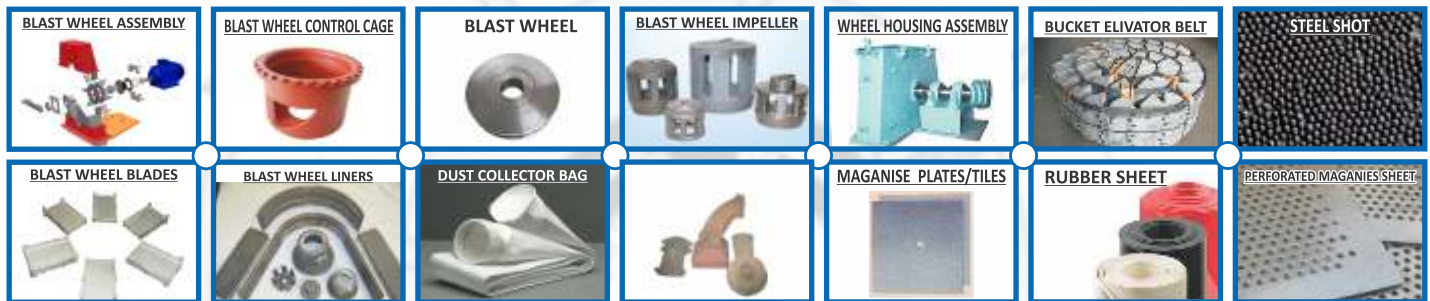 BLAST WHEEL ASSEMBLY
BLAST WHEEL CONTROL CAGE
BLAST WHEEL
BLAST WHEEL IMPELLER
WHEEL HOUSING ASSEMBLY
BUCKET ELIVATOR BELT
STEEL SHOT
BLAST WHEEL BLADES
BLAST WHEEL LINERS
DUST COLLECTOR BAG
MAGANISE PLATES/TILES
RUBBER SHEET
PERFORATED MAGANIES SHEET